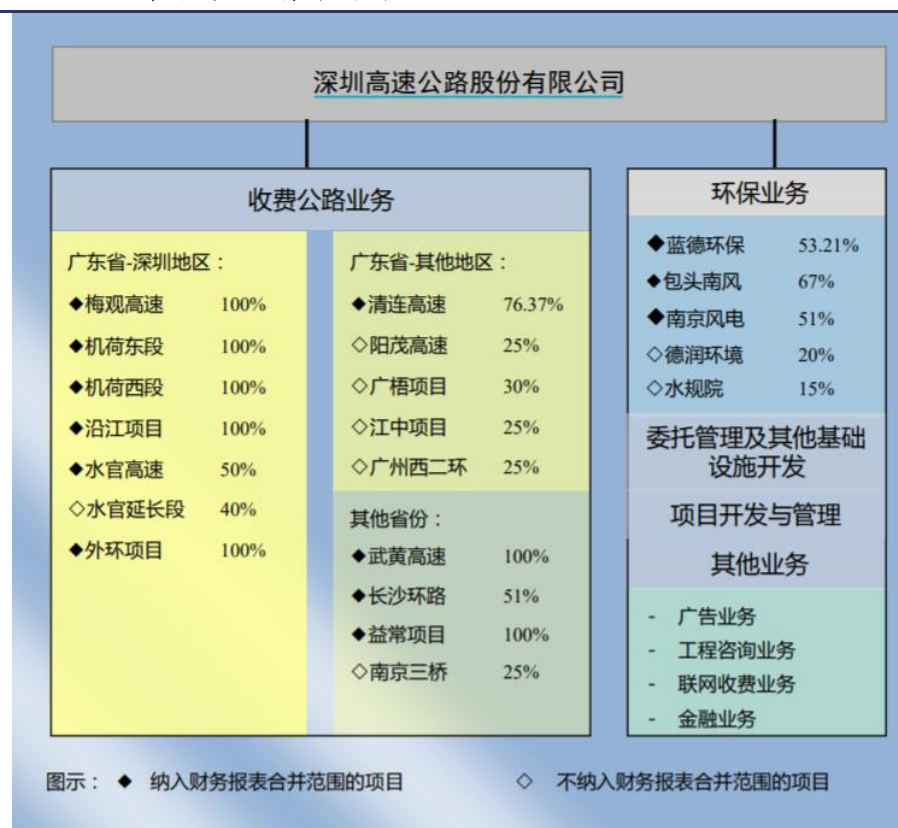 深圳高速公路股份有限公司
收费公路业务
广东省-深圳地区：
◆梅观高速 100%
◆机荷东段 100%
◆机荷西段 100%
◆沿江项目 100%
◆水官高速 50%
◇水官延长段 40%
◆外环项目 100%
广东省-其他地区：
◆清连高速 76.37%
◇阳茂高速 25%
◇广梧项目 30%
◇江中项目 25%
◇广州西二环 25%
其他省份：
◆武黄高速 100%
◆长沙环路 51%
◆益常项目 100%
◇南京三桥 25%
环保业务
◆蓝德环保 53.21%
◆包头南风 67%
◆南京风电 51%
◇德润环境 20%
◇水规院 15%
委托管理及其他基础
设施开发
项目开发与管理
其他业务
- 广告业务
- 工程咨询业务
- 联网收费业务
- 金融业务
图示：◆ 纳入财务报表合并范围的项目 ◇ 不纳入财务报表合并范围的项目